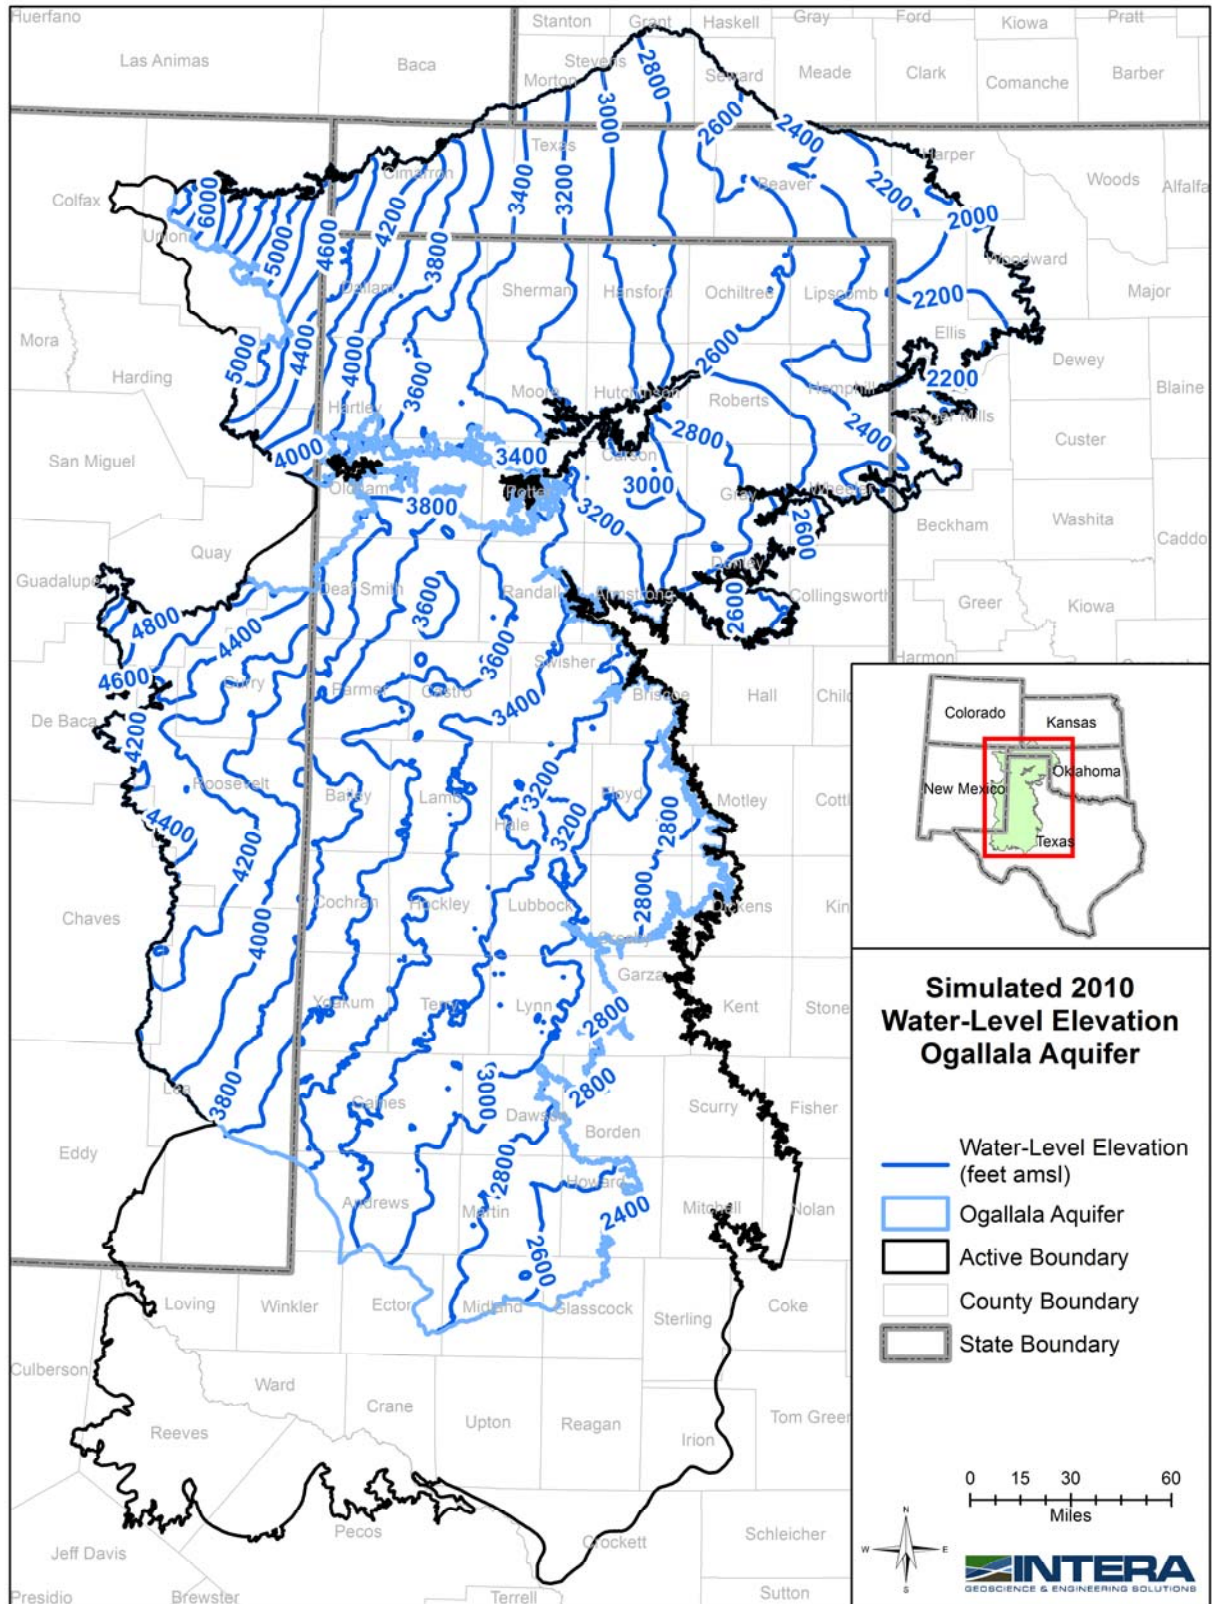 Huerfano
Las Animas
Baca
Stanton
Grant
Haskell
Gray
Ford
Kiowa
Pratt
Morton
Stevens
Seward
Meade
Clark
Comanche
Barber
2800
3000
2600
2400
Texas
Cimarron
Beaver
Harper
Woods
Alfalfa
Colfax
Union
6000
5000
4600
4200
3800
3400
3200
2200
2000
Woodward
Major
Dallam
Sherman
Hansford
Ochiltree
Lipscomb
2200
Ellis
Dewey
Blaine
Mora
Harding
5000
4400
4000
3600
2600
Hartley
Moore
Hutchinson
Roberts
Hemphill
2200
Roger Mills
Custer
San Miguel
4000
3400
2800
2400
Carson
Oldham
Potter
3800
3000
3200
Gray
Wheeler
2600
Beckham
Washita
Caddo
Quay
Guadalupe
Deaf Smith
3600
Randall
Armstrong
Donley
2600
Collingsworth
Greer
Kiowa
Harmon
4800
4400
4600
Curry
Parmer
Castro
3600
Swisher
Briscoe
Hall
Chilc
De Baca
4200
3400
Roosevelt
Bailey
Lamb
Hale
3200
3200
Floyd
2800
Motley
Cottl
4400
4200
4000
Chaves
Cochran
Hockley
Lubbock
2800
Crosby
Dickens
Kin
Garza
Kent
Stone
Yoakum
Terry
Lynn
2800
Lea
3800
Gaines
3000
Dawson
2800
Borden
Scurry
Fisher
Eddy
Andrews
2800
Martin
Howard
2400
Mitchell
Nolan
2600
Loving
Winkler
Ector
Midland
Glasscock
Sterling
Coke
Culberson
Ward
Crane
Upton
Reagan
Irion
Tom Green
Reeves
Pecos
Crockett
Schleicher
Jeff Davis
Presidio
Brewster
Terrell
Sutton
Colorado
Kansas
New Mexico
Oklahoma
Texas
Simulated 2010
Water-Level Elevation
Ogallala Aquifer
Water-Level Elevation
(feet amsl)
Ogallala Aquifer
Active Boundary
County Boundary
State Boundary
0 15 30 60
Miles
N
W E
S
INTERA
GEOSCIENCE & ENGINEERING SOLUTIONS